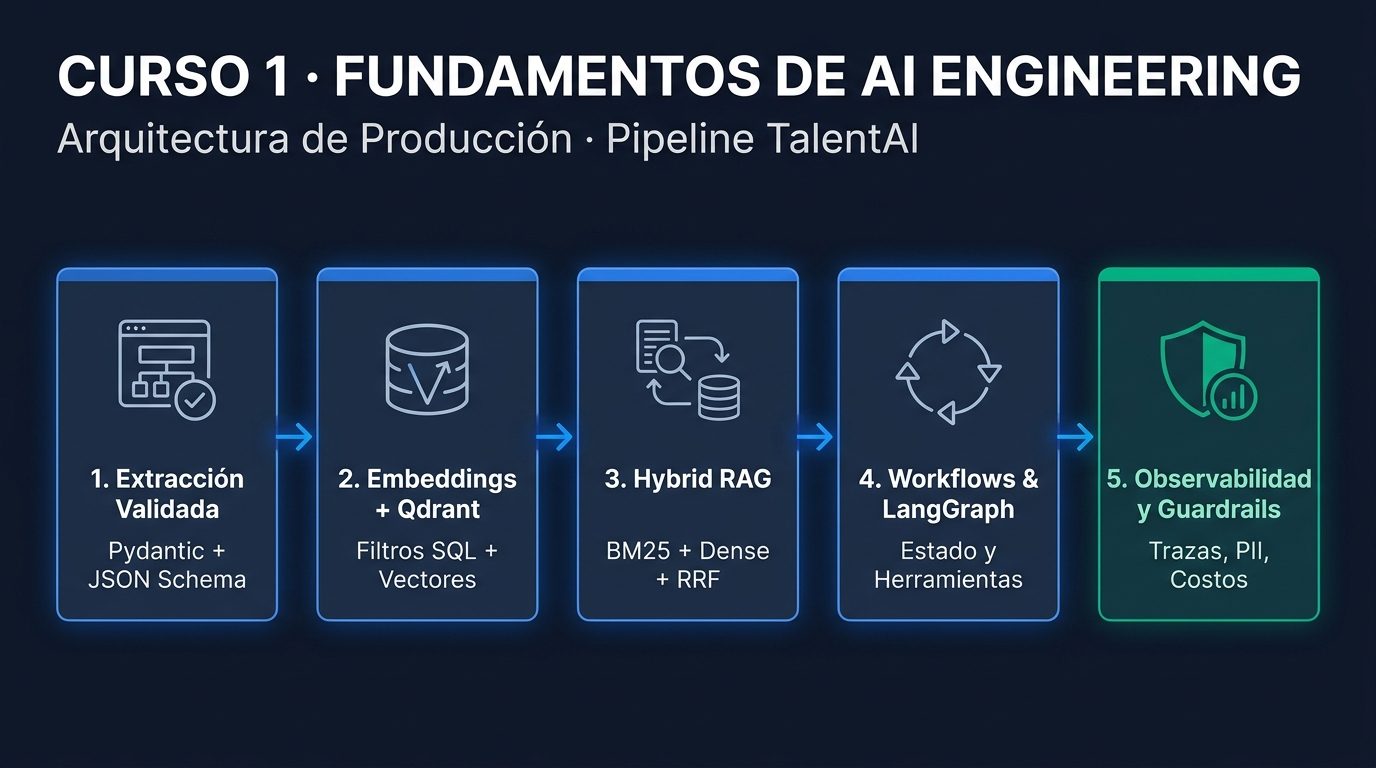 CURSO 1 · FUNDAMENTOS DE AI ENGINEERING
Arquitectura de Producción · Pipeline TalentAI
1. Extracción
Validada
Pydantic +
JSON Schema
2. Embeddings
+ Qdrant
Filtros SQL +
Vectores
3. Hybrid RAG
BM25 + Dense
+ RRF
4. Workflows &
LangGraph
Estado y
Herramientas
5. Observabilidad
y Guardrails
Trazas, PII,
Costos